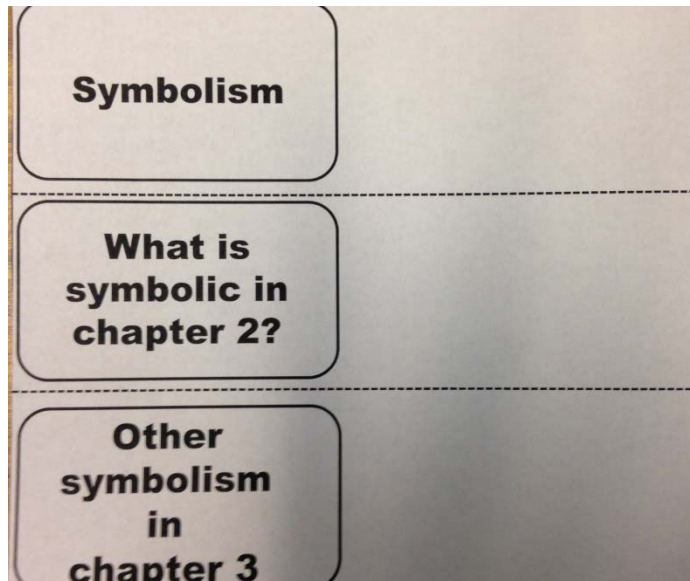 Symbolism
What is
symbolic in
chapter 2?
Other
symbolism
in
chapter 3